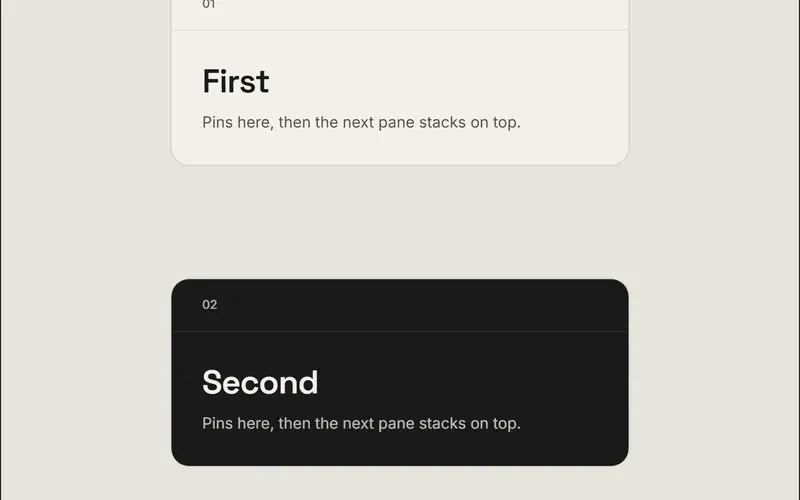 01
First
Pins here, then the next pane stacks on top.
02
Second
Pins here, then the next pane stacks on top.